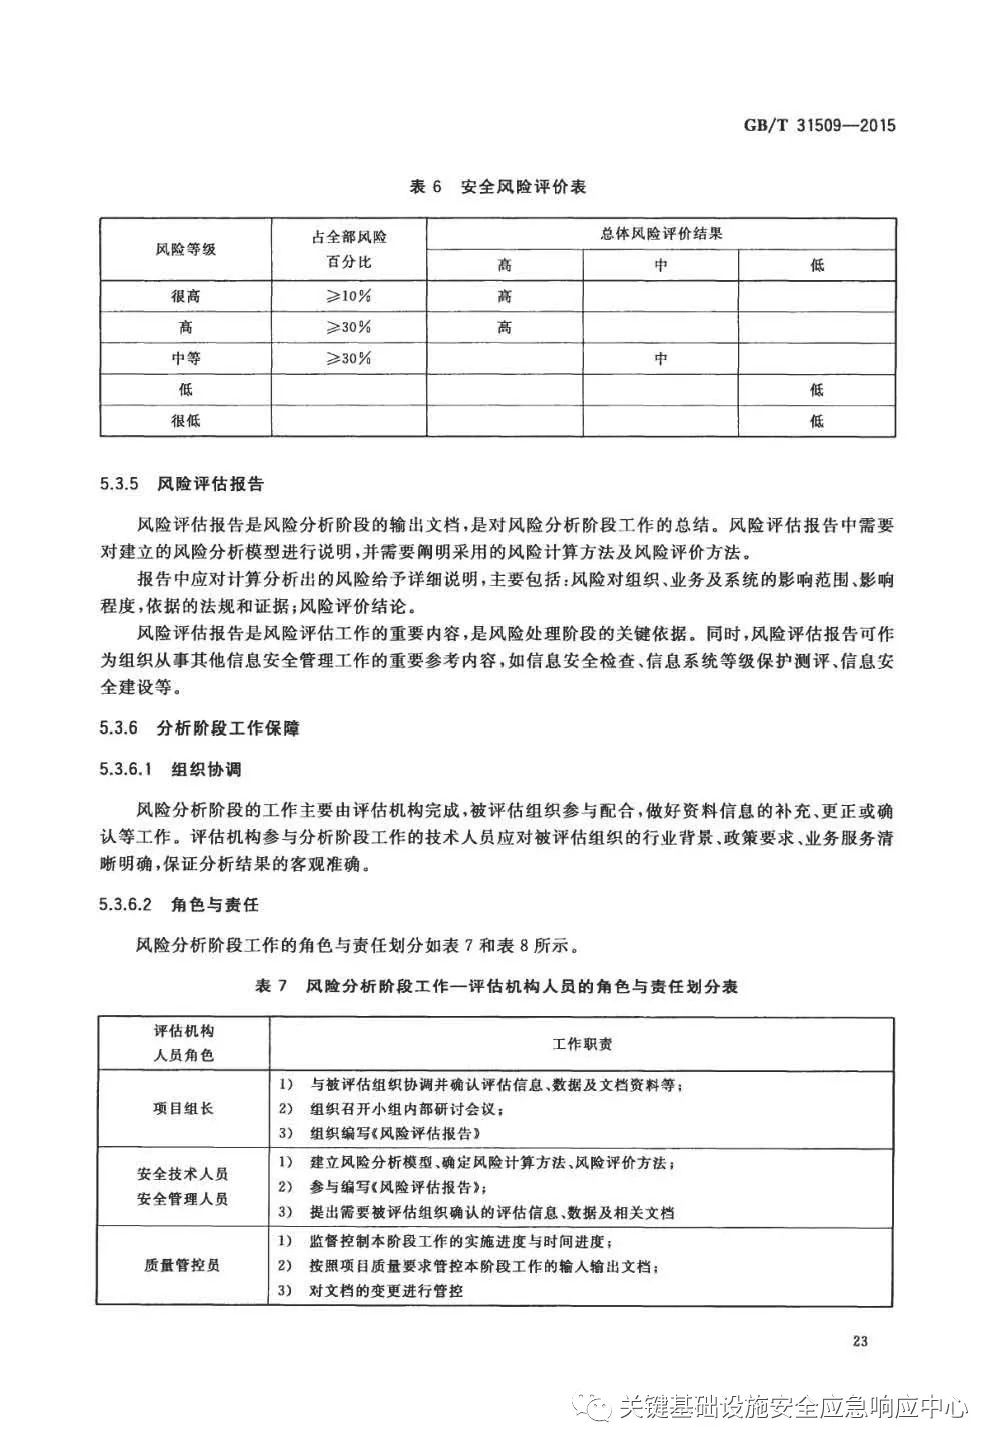 GB/T 31509—2015
表 6 安全风险评价表
风险等级 占全部风险百分比 总体风险评价结果
高 中 低
很高 ≥10% 高
高 ≥30% 高
中等 ≥30% 中
低 低
很低 低
5.3.5 风险评估报告
风险评估报告是风险分析阶段的输出文档,是对风险分析阶段工作的总结。风险评估报告中需要
对建立的风险分析模型进行说明,并需要阐明采用的风险计算方法及风险评价方法。
报告中应对计算分析出的风险给予详细说明,主要包括:风险对组织、业务及系统的影响范围、影响
程度,依据的法规和证据;风险评价结论。
风险评估报告是风险评估工作的重要内容,是风险处理阶段的关键依据。同时,风险评估报告可作
为组织从事其他信息安全管理工作的重要参考内容,如信息安全检查、信息系统等级保护测评、信息安
全建设等。
5.3.6 分析阶段工作保障
5.3.6.1 组织协调
风险分析阶段的工作主要由评估机构完成,被评估组织参与配合,做好资料信息的补充、更正或确
认等工作。评估机构参与分析阶段工作的技术人员应对被评估组织的行业背景、政策要求、业务服务清
晰明确,保证分析结果的客观准确。
5.3.6.2 角色与责任
风险分析阶段工作的角色与责任划分如表 7 和表 8 所示。
表 7 风险分析阶段工作—评估机构人员的角色与责任划分表
评估机构
人员角色
工作职责
项目组长
1) 与被评估组织协调并确认评估信息、数据及文档资料等;
2) 组织召开小组内部研讨会议;
3) 组织编写《风险评估报告》
安全技术人员
安全管理人员
1) 建立风险分析模型、确定风险计算方法、风险评价方法;
2) 参与编写《风险评估报告》;
3) 提出需要被评估组织确认的评估信息、数据及相关文档
质量管控员
1) 监督控制本阶段工作的实施进度与时间进度;
2) 按照项目质量要求管控本阶段工作的输入输出文档;
3) 对文档的变更进行管控
23
关键基础设施安全应急响应中心